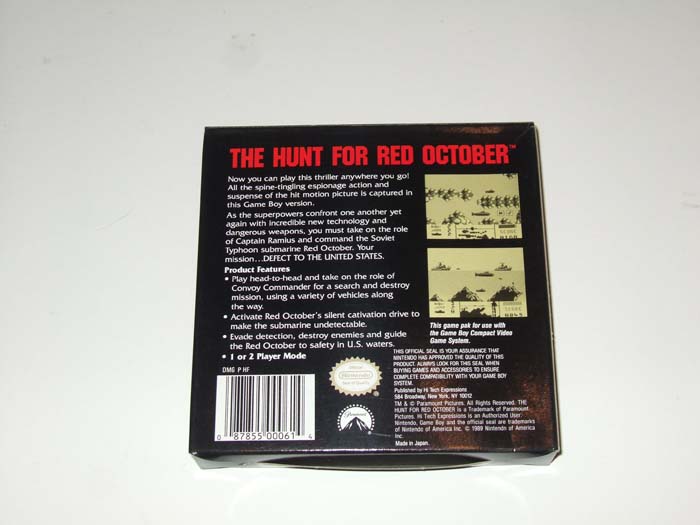 THE HUNT FOR RED OCTOBER™
Now you can play this thriller anywhere you go!
All the spine-tingling espionage action and
suspense of the hit motion picture is captured in
this Game Boy version.
As the superpowers confront one another yet
again with incredible new technology and
dangerous weapons, you must take on the role
of Captain Ramius and command the Soviet
Typhoon submarine Red October. Your
mission...DEFECT TO THE UNITED STATES.
Product Features
• Play head-to-head and take on the role of
Convoy Commander for a search and destroy
mission, using a variety of vehicles along
the way.
• Activate Red October's silent cativation drive to
make the submarine undetectable.
• Evade detection, destroy enemies and guide
the Red October to safety in U.S. waters.
• 1 or 2 Player Mode
DMG P HF
0 87855 00061 4
Official
Nintendo
Seal of Quality
Paramount
SCORE
SCORE
This game pak for use with
the Game Boy Compact Video
Game System.
THIS OFFICIAL SEAL IS YOUR ASSURANCE THAT
NINTENDO HAS APPROVED THE QUALITY OF THIS
PRODUCT. ALWAYS LOOK FOR THIS SEAL WHEN
BUYING GAMES AND ACCESSORIES TO ENSURE
COMPLETE COMPATIBILITY WITH YOUR GAME BOY
SYSTEM.
Published by Hi Tech Expressions
584 Broadway, New York, NY 10012
TM & © Paramount Pictures. All Rights Reserved. THE
HUNT FOR RED OCTOBER is a Trademark of Paramount
Pictures. Hi Tech Expressions is an Authorized User.
Nintendo, Game Boy and the official seal are trademarks
of Nintendo of America Inc. © 1989 Nintendo of America
Inc.
Made in Japan.